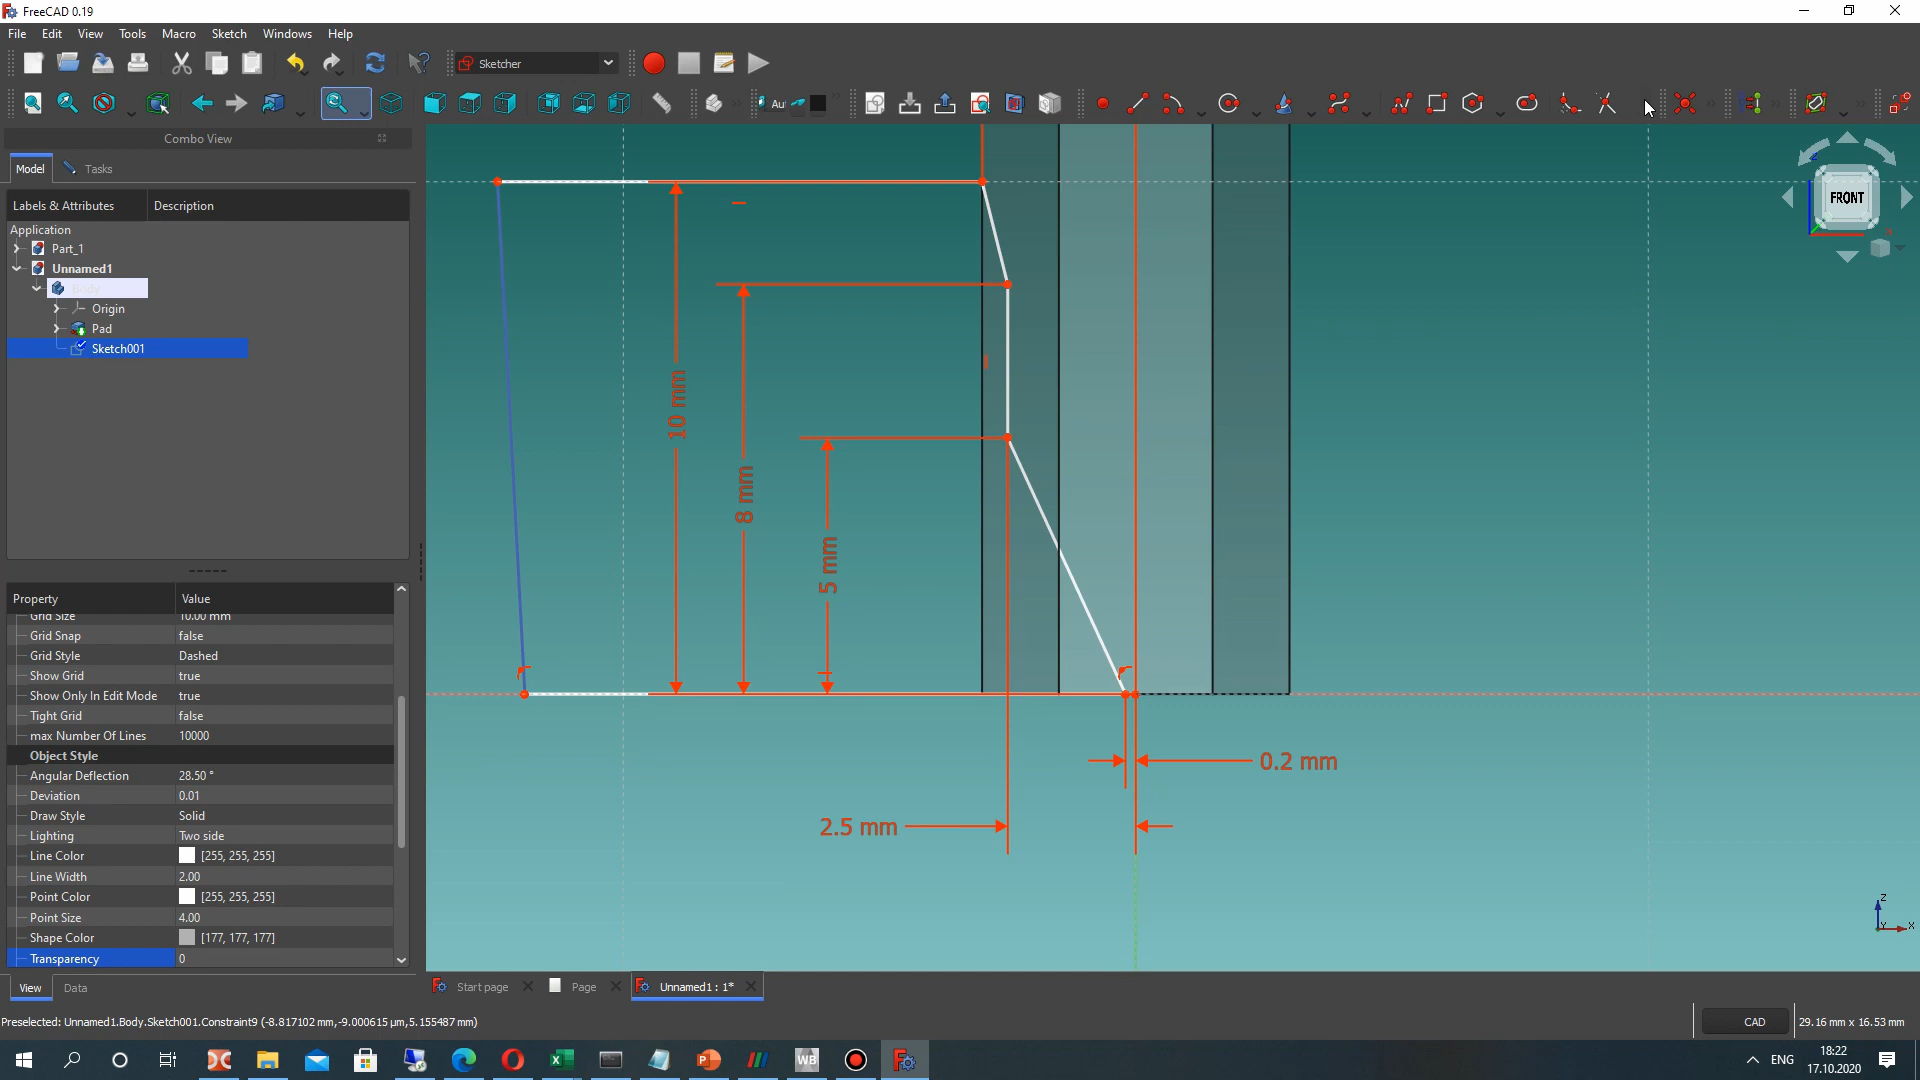 FreeCAD 0.19
File Edit View Tools Macro Sketch Windows Help
Sketcher
Combo View
Model Tasks
Labels & Attributes Description
Application
Part_1
Unnamed1
Body
Origin
Pad
Sketch001
Property Value
Grid Size 10.00 mm
Grid Snap false
Grid Style Dashed
Show Grid true
Show Only In Edit Mode true
Tight Grid false
max Number Of Lines 10000
Object Style
Angular Deflection 28.50 °
Deviation 0.01
Draw Style Solid
Lighting Two side
Line Color [255, 255, 255]
Line Width 2.00
Point Color [255, 255, 255]
Point Size 4.00
Shape Color [177, 177, 177]
Transparency 0
View Data
10 mm
8 mm
5 mm
0.2 mm
2.5 mm
FRONT
Z
X
Y
Start page Page Unnamed1 : 1*
Preselected: Unnamed1.Body.Sketch001.Constraint9 (-8.817102 mm,-9.000615 µm,5.155487 mm)
CAD 29.16 mm x 16.53 mm
WB
ENG
18:22
17.10.2020